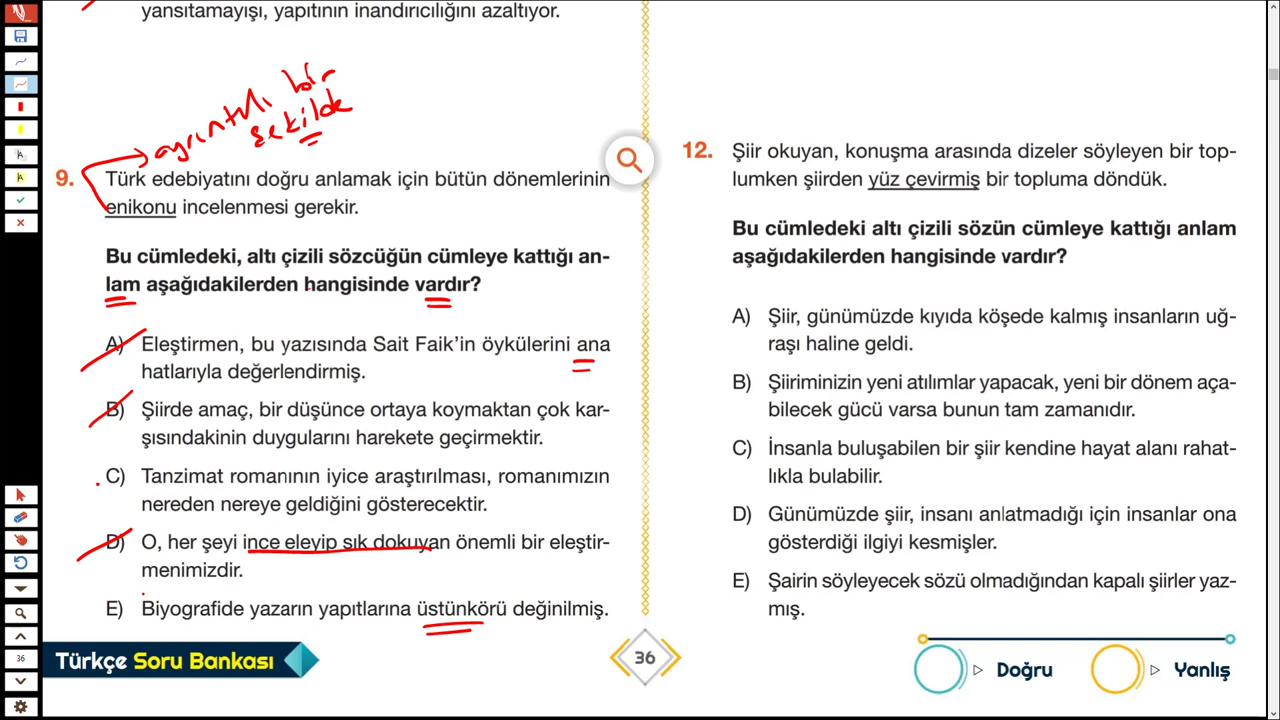 yansıtamayışı, yapıtının inandırıcılığını azaltıyor.
ayrıntılı bir
şekilde
9. Türk edebiyatını doğru anlamak için bütün dönemlerinin
enikonu incelenmesi gerekir.
Bu cümledeki, altı çizili sözcüğün cümleye kattığı an-
lam aşağıdakilerden hangisinde vardır?
A) Eleştirmen, bu yazısında Sait Faik'in öykülerini ana
hatlarıyla değerlendirmiş.
B) Şiirde amaç, bir düşünce ortaya koymaktan çok kar-
şısındakinin duygularını harekete geçirmektir.
C) Tanzimat romanının iyice araştırılması, romanımızın
nereden nereye geldiğini gösterecektir.
D) O, her şeyi ince eleyip sık dokuyan önemli bir eleştir-
menimizdir.
E) Biyografide yazarın yapıtlarına üstünkörü değinilmiş.
12. Şiir okuyan, konuşma arasında dizeler söyleyen bir top-
lumken şiirden yüz çevirmiş bir topluma döndük.
Bu cümledeki altı çizili sözün cümleye kattığı anlam
aşağıdakilerden hangisinde vardır?
A) Şiir, günümüzde kıyıda köşede kalmış insanların uğ-
raşı haline geldi.
B) Şiiriminizin yeni atılımlar yapacak, yeni bir dönem aça-
bilecek gücü varsa bunun tam zamanıdır.
C) İnsanla buluşabilen bir şiir kendine hayat alanı rahat-
lıkla bulabilir.
D) Günümüzde şiir, insanı anlatmadığı için insanlar ona
gösterdiği ilgiyi kesmişler.
E) Şairin söyleyecek sözü olmadığından kapalı şiirler yaz-
mış.
Türkçe Soru Bankası
36
Doğru
Yanlış
36